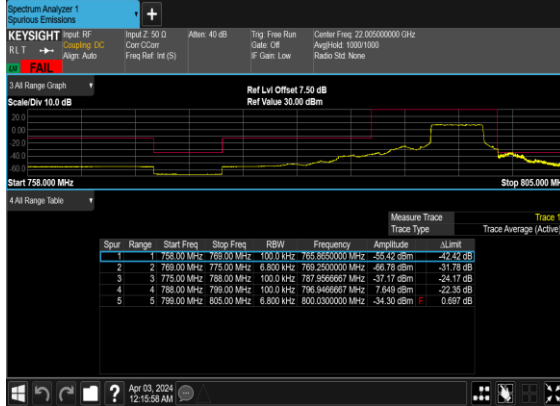 Spectrum Analyzer 1
Spurious Emissions
+
KEYSIGHT Input: RF Input Z: 50 Ω Atten: 40 dB Trig: Free Run Center Freq: 22.005000000 GHz
RLT Coupling: DC Corr CCorr Gate: Off Avg|Hold: 1000/1000
Align: Auto Freq Ref: Int (S) IF Gain: Low Radio Std: None
FAIL
3 All Range Graph
Ref Lvl Offset 7.50 dB
Scale/Div 10.0 dB Ref Value 30.00 dBm
20.0
0.00
-20.0
-40.0
-60.0
Start 758.000 MHz Stop 805.000 MH
4 All Range Table
Measure Trace Trace 1
Trace Type Trace Average (Active)
Spur Range Start Freq Stop Freq RBW Frequency Amplitude ΔLimit
1 1 758.00 MHz 769.00 MHz 100.0 kHz 765.8650000 MHz -55.42 dBm -42.42 dB
2 2 769.00 MHz 775.00 MHz 6.800 kHz 769.2500000 MHz -66.78 dBm -31.78 dB
3 3 775.00 MHz 788.00 MHz 100.0 kHz 787.9566667 MHz -37.17 dBm -24.17 dB
4 4 788.00 MHz 799.00 MHz 100.0 kHz 796.9466667 MHz 7.649 dBm -22.35 dB
5 5 799.00 MHz 805.00 MHz 6.800 kHz 800.0300000 MHz -34.30 dBm F 0.697 dB
? Apr 03, 2024
12:15:58 AM